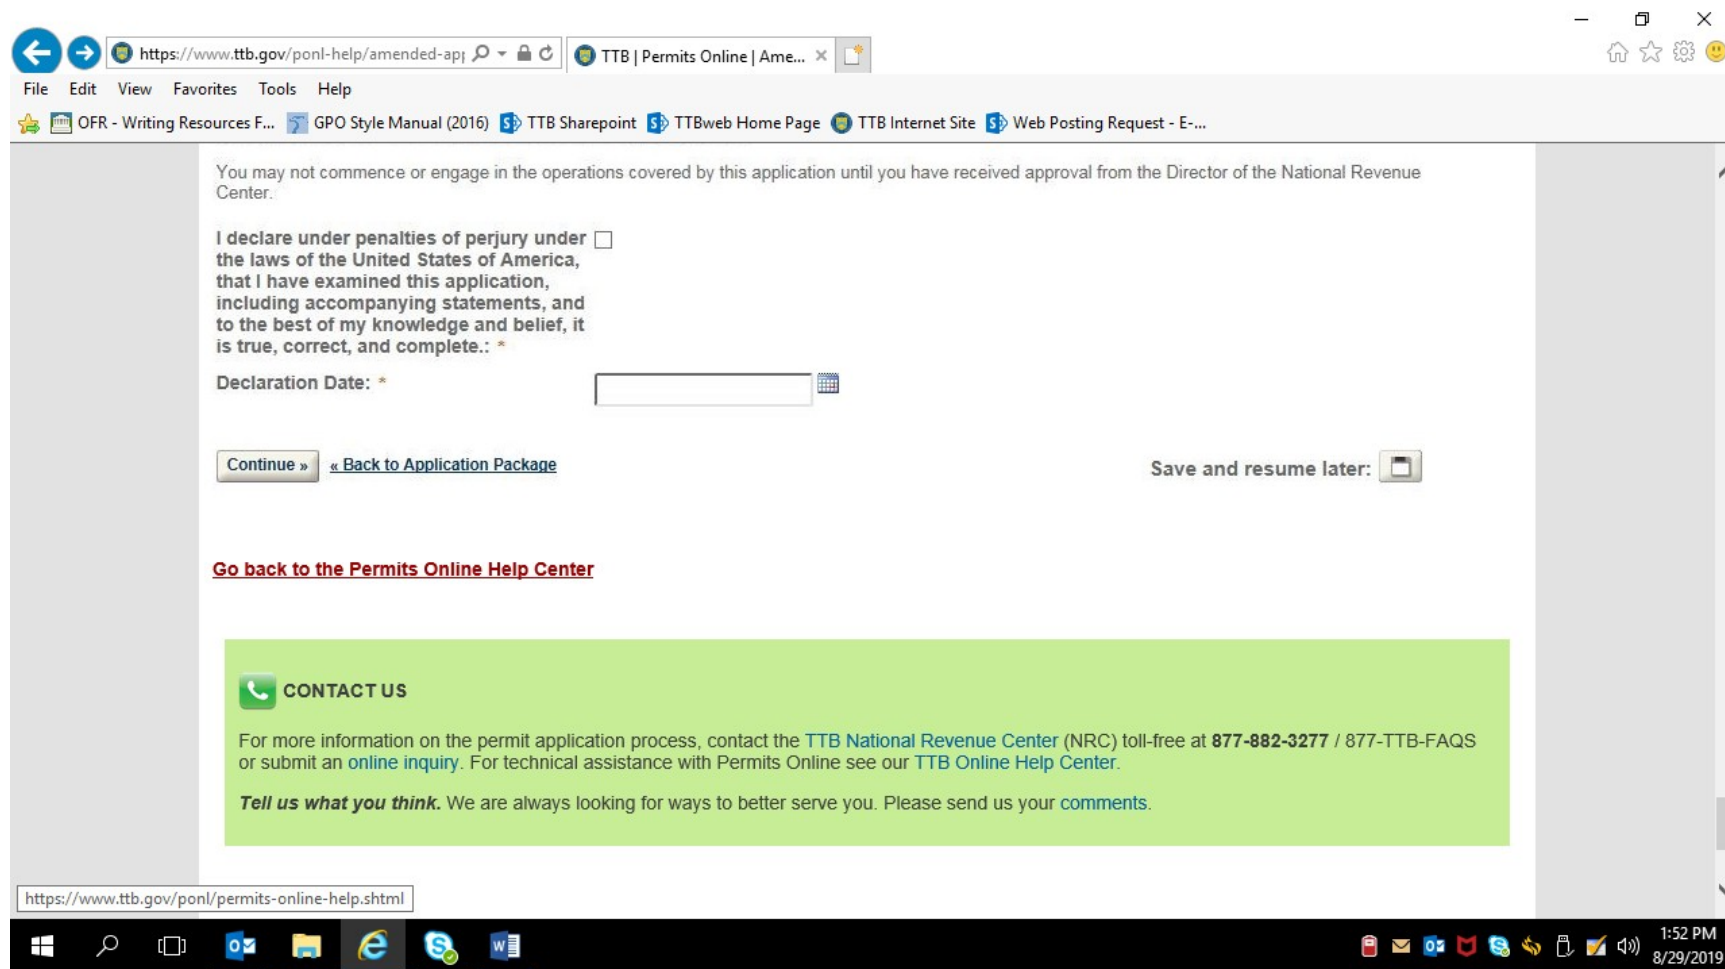 https://www.ttb.gov/ponl-help/amended-app
TTB | Permits Online | Ame...
File Edit View Favorites Tools Help
OFR - Writing Resources F... GPO Style Manual (2016) TTB Sharepoint TTBweb Home Page TTB Internet Site Web Posting Request - E-...
You may not commence or engage in the operations covered by this application until you have received approval from the Director of the National Revenue
Center.
I declare under penalties of perjury under
the laws of the United States of America,
that I have examined this application,
including accompanying statements, and
to the best of my knowledge and belief, it
is true, correct, and complete.: *
Declaration Date: *
Continue » « Back to Application Package
Save and resume later:
Go back to the Permits Online Help Center
CONTACT US
For more information on the permit application process, contact the TTB National Revenue Center (NRC) toll-free at 877-882-3277 / 877-TTB-FAQS
or submit an online inquiry. For technical assistance with Permits Online see our TTB Online Help Center.
Tell us what you think. We are always looking for ways to better serve you. Please send us your comments.
https://www.ttb.gov/ponl/permits-online-help.shtml
1:52 PM
8/29/2019